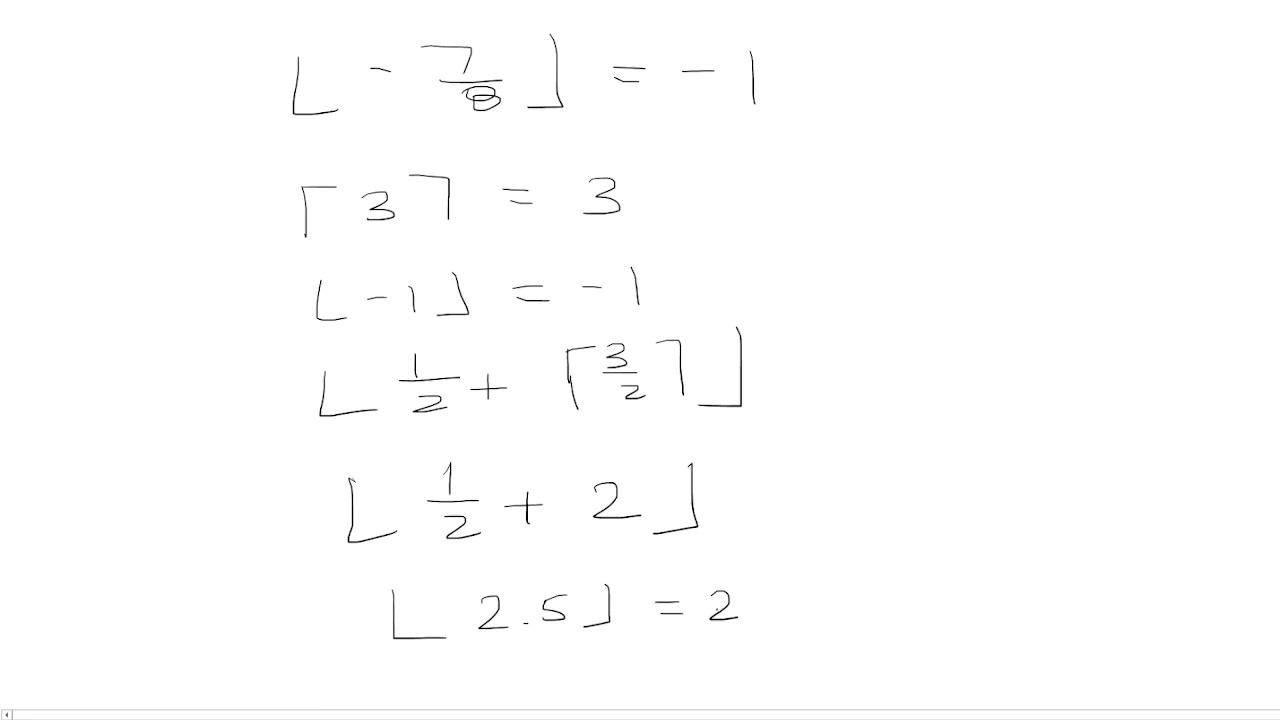 ⌊ - 7/8 ⌋ = - 1
⌈ 3 ⌉ = 3
⌊ - 1 ⌋ = - 1
⌊ 1/2 + ⌈ 3/2 ⌉ ⌋
⌊ 1/2 + 2 ⌋
⌊ 2.5 ⌋ = 2